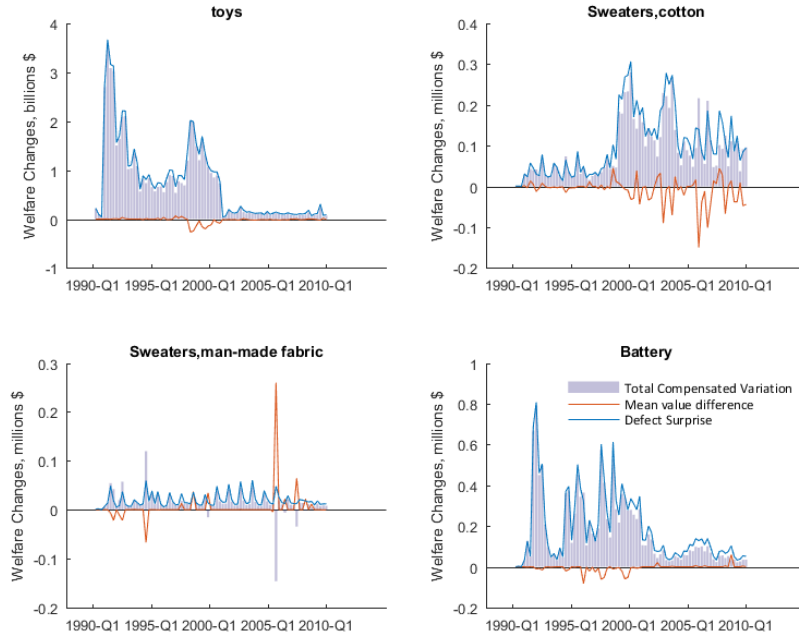 toys
Welfare Changes, billions $
4
3
2
1
0
-1
1990-Q1 1995-Q1 2000-Q1 2005-Q1 2010-Q1
Sweaters,cotton
Welfare Changes, millions $
0.4
0.3
0.2
0.1
0
-0.1
-0.2
1990-Q1 1995-Q1 2000-Q1 2005-Q1 2010-Q1
Sweaters,man-made fabric
Welfare Changes, millions $
0.3
0.2
0.1
0
-0.1
-0.2
1990-Q1 1995-Q1 2000-Q1 2005-Q1 2010-Q1
Battery
Welfare Changes, millions $
1
0.8
0.6
0.4
0.2
0
-0.2
Total Compensated Variation
Mean value difference
Defect Surprise
1990-Q1 1995-Q1 2000-Q1 2005-Q1 2010-Q1